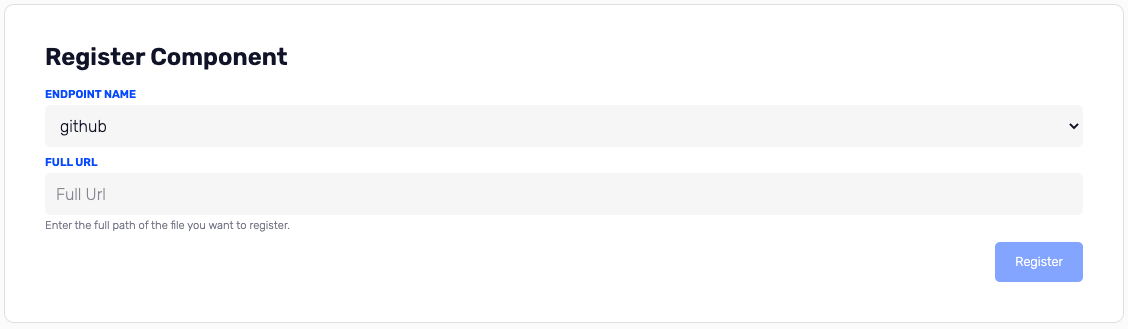 Register Component
ENDPOINT NAME
github
FULL URL
Full Url
Enter the full path of the file you want to register.
Register